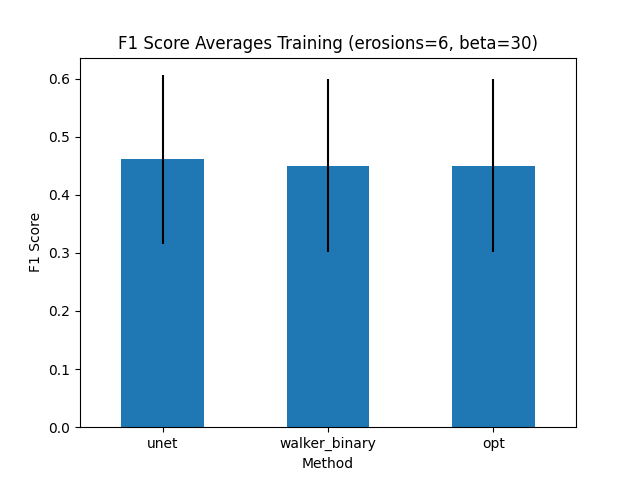 F1 Score Averages Training (erosions=6, beta=30)
0.6
0.5
0.4
0.3
0.2
0.1
0.0
F1 Score
unet walker_binary opt
Method